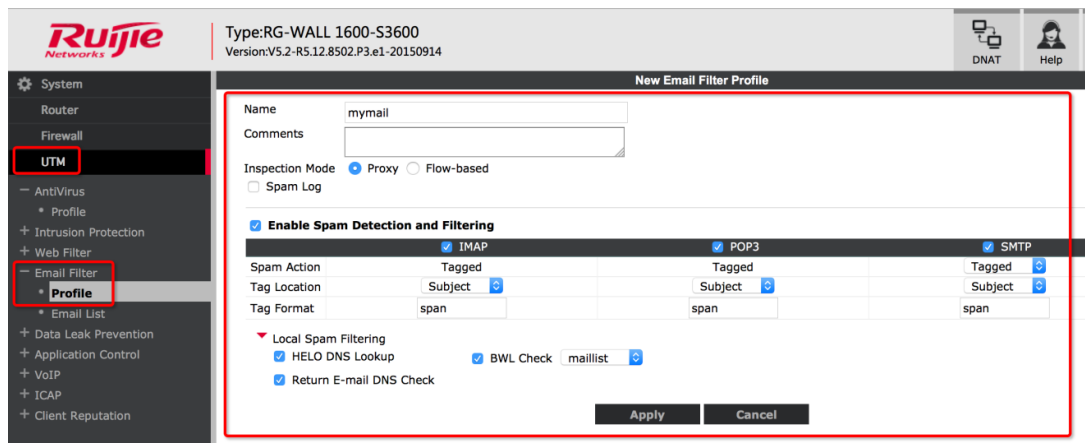 Ruijie
Networks
Type:RG-WALL 1600-S3600
Version:V5.2-R5.12.8502.P3.e1-20150914
DNAT
Help
System
Router
Firewall
UTM
AntiVirus
Profile
Intrusion Protection
Web Filter
Email Filter
Profile
Email List
Data Leak Prevention
Application Control
VoIP
ICAP
Client Reputation
New Email Filter Profile
Name mymail
Comments
Inspection Mode Proxy Flow-based
Spam Log
Enable Spam Detection and Filtering
IMAP POP3 SMTP
Spam Action Tagged Tagged Tagged
Tag Location Subject Subject Subject
Tag Format span span span
Local Spam Filtering
HELO DNS Lookup BWL Check maillist
Return E-mail DNS Check
Apply Cancel